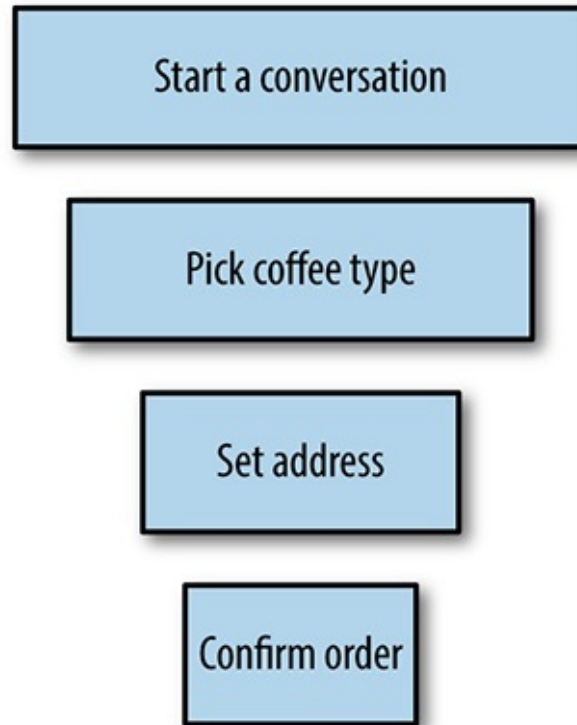 Start a conversation
Pick coffee type
Set address
Confirm order